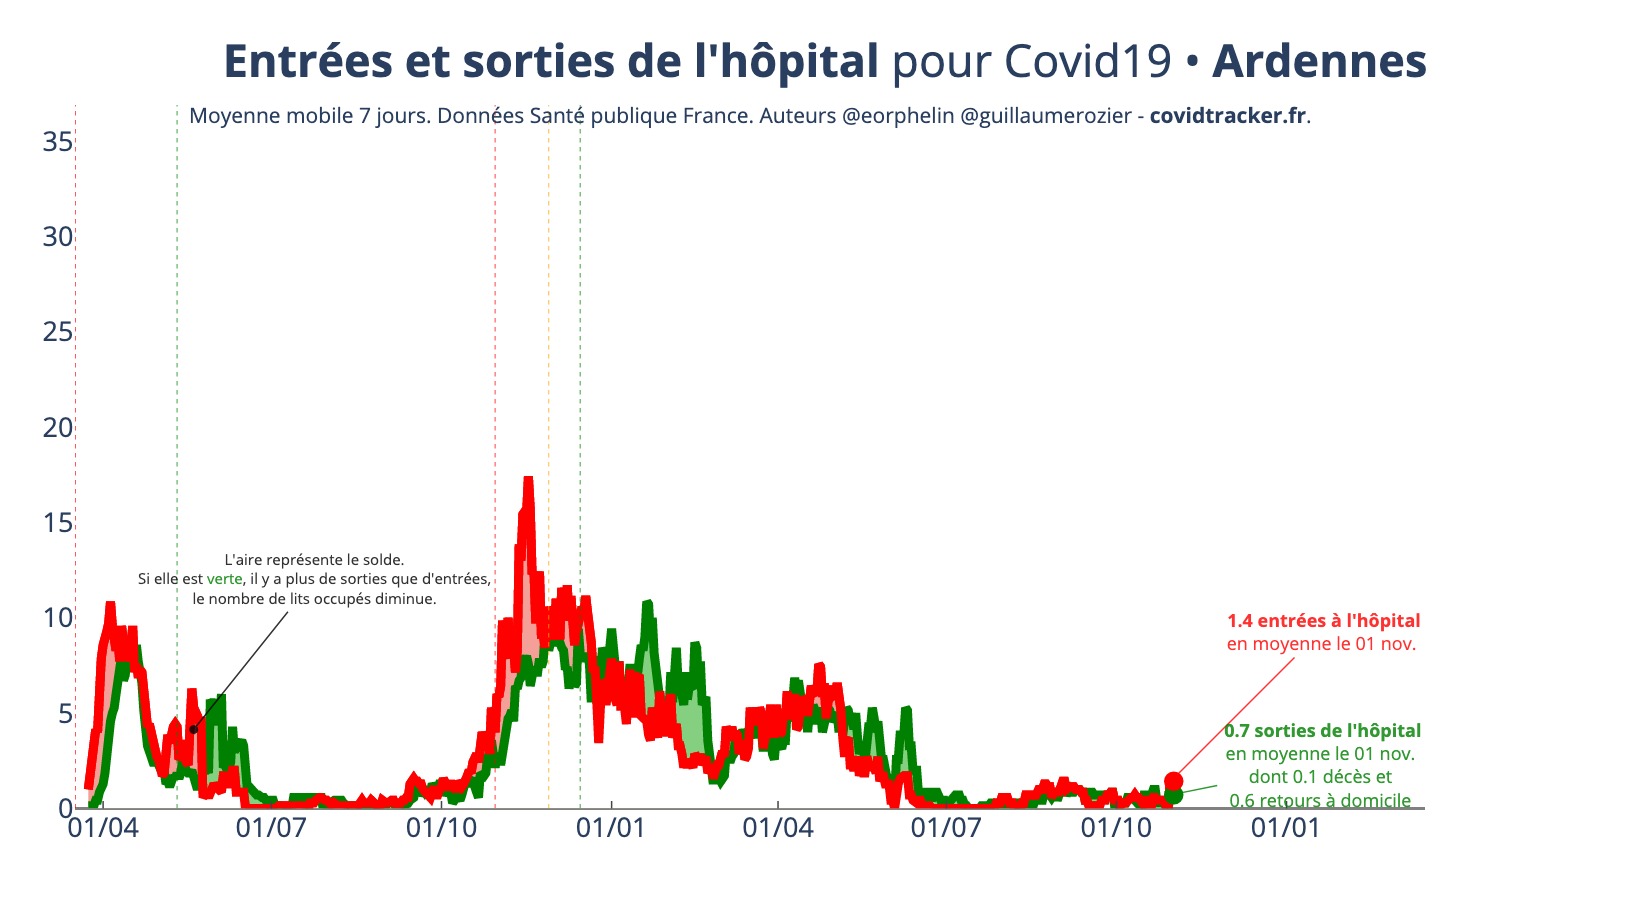 Entrées et sorties de l'hôpital pour Covid19 • Ardennes
Moyenne mobile 7 jours. Données Santé publique France. Auteurs @eorphelin @guillaumerozier - covidtracker.fr.
35
30
25
20
15
10
5
0
L'aire représente le solde.
Si elle est verte, il y a plus de sorties que d'entrées,
le nombre de lits occupés diminue.
1.4 entrées à l'hôpital
en moyenne le 01 nov.
0.7 sorties de l'hôpital
en moyenne le 01 nov.
dont 0.1 décès et
0.6 retours à domicile
01/04 01/07 01/10 01/01 01/04 01/07 01/10 01/01